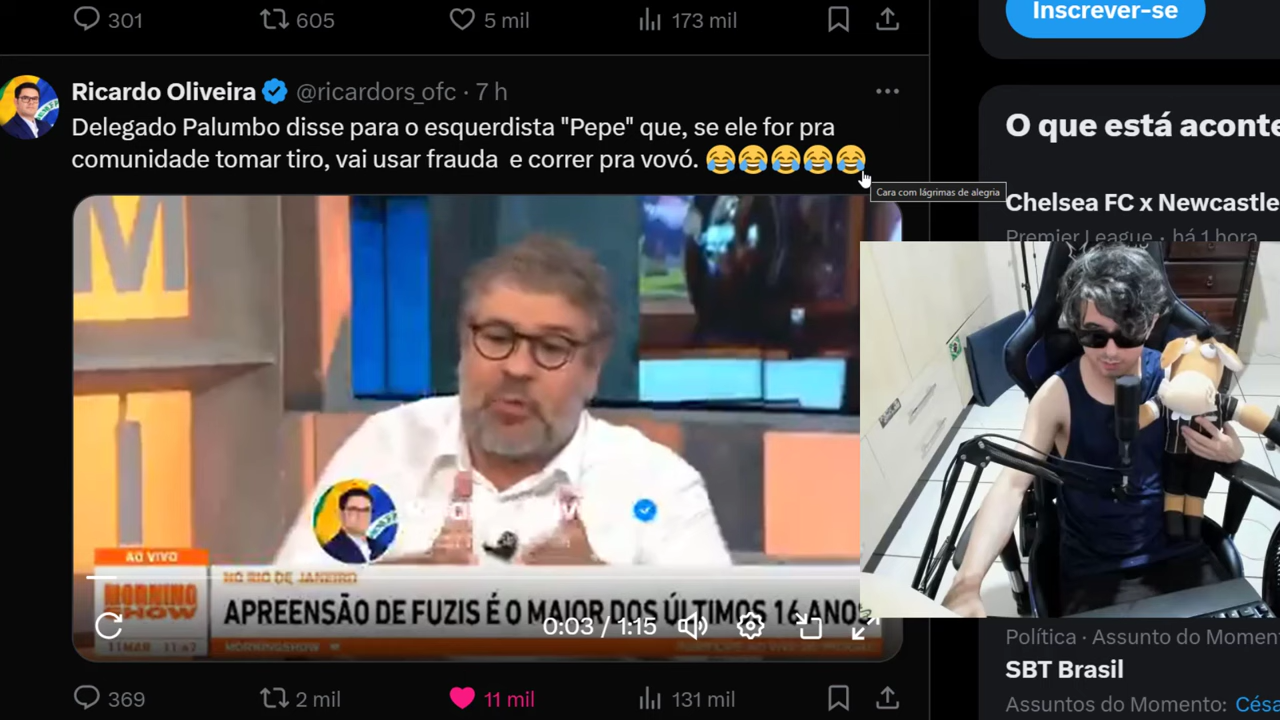 301
605
5 mil
173 mil
Inscrever-se
Ricardo Oliveira @ricardors_ofc · 7 h
Delegado Palumbo disse para o esquerdista "Pepe" que, se ele for pra
comunidade tomar tiro, vai usar frauda e correr pra vovó. 😂😂😂😂😂
Cara com lágrimas de alegria
O que está aconte
Chelsea FC x Newcastle
Premier League · há 1 hora
AO VIVO
MORNING
SHOW
NO RIO DE JANEIRO
APREENSÃO DE FUZIS É O MAIOR DOS ÚLTIMOS 16 ANOS
11MAR
MORNINGSHOW
0:03 / 1:15
Política · Assunto do Momen
SBT Brasil
Assuntos do Momento: Césa
369
2 mil
11 mil
131 mil